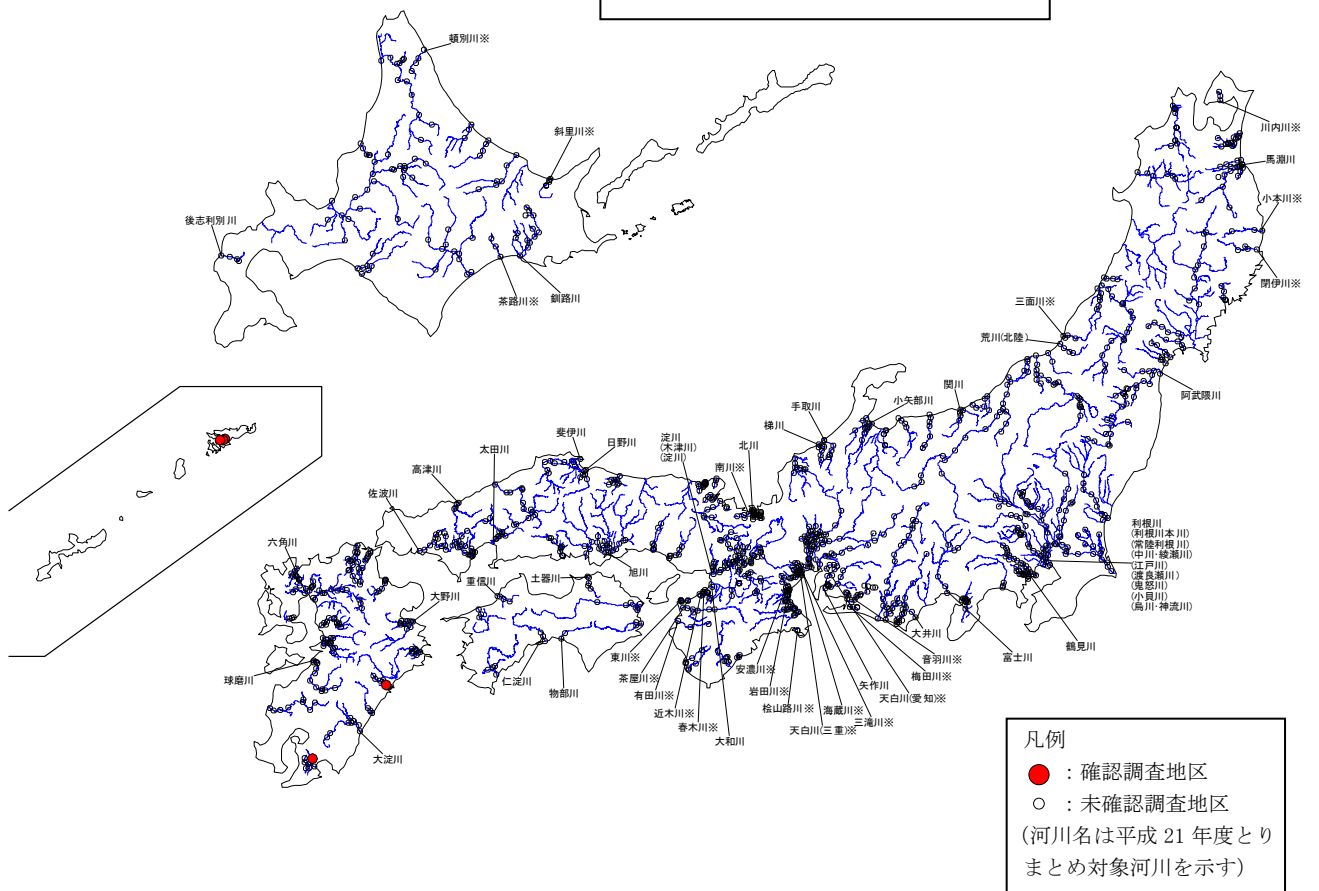 頓別川※
斜里川※
後志利別川
茶路川※
釧路川
川内川※
馬淵川
小本川※
閉伊川※
三面川※
荒川(北陸)
阿武隈川
関川
小矢部川
手取川
梯川
北川
南川※
淀川
(木津川)
(淀川)
日野川
斐伊川
太田川
高津川
佐波川
六角川
重信川
土器川
旭川
大野川
球磨川
大淀川
仁淀川
物部川
東川※
茶屋川※
有田川※
近木川※
春木川※
大和川
安濃川※
岩田川※
桧山路川※
天白川(三重)※
海蔵川※
三滝川※
矢作川
天白川(愛知)※
梅田川※
音羽川※
大井川
富士川
鶴見川
利根川
(利根川本川)
(常陸利根川)
(中川・綾瀬川)
(江戸川)
(渡良瀬川)
(鬼怒川)
(小貝川)
(烏川・神流川)
凡例
：確認調査地区
：未確認調査地区
(河川名は平成 21 年度とり
まとめ対象河川を示す)